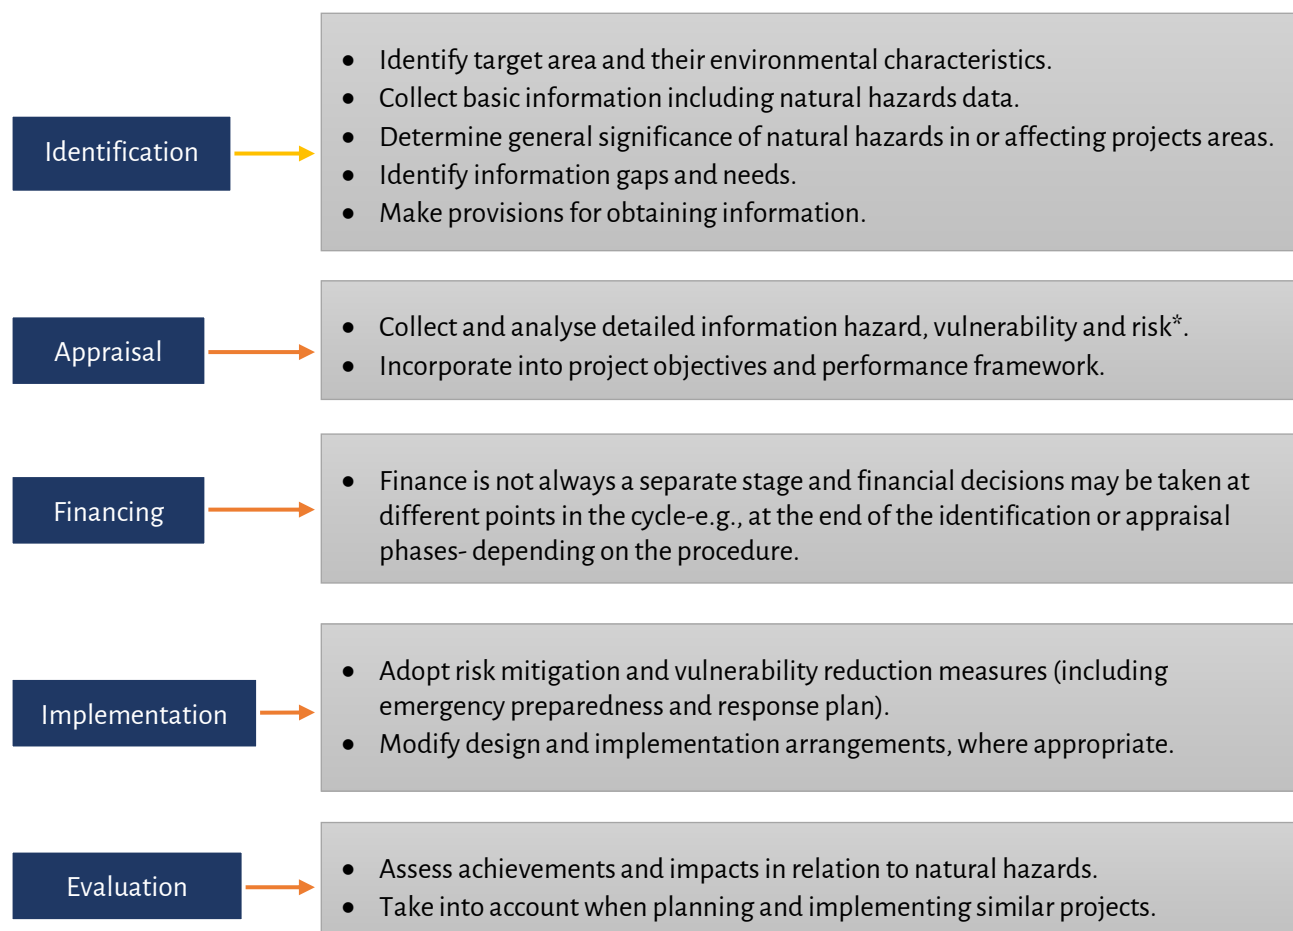 Identification
• Identify target area and their environmental characteristics.
• Collect basic information including natural hazards data.
• Determine general significance of natural hazards in or affecting projects areas.
• Identify information gaps and needs.
• Make provisions for obtaining information.
Appraisal
• Collect and analyse detailed information hazard, vulnerability and risk*.
• Incorporate into project objectives and performance framework.
Financing
• Finance is not always a separate stage and financial decisions may be taken at
different points in the cycle-e.g., at the end of the identification or appraisal
phases- depending on the procedure.
Implementation
• Adopt risk mitigation and vulnerability reduction measures (including
emergency preparedness and response plan).
• Modify design and implementation arrangements, where appropriate.
Evaluation
• Assess achievements and impacts in relation to natural hazards.
• Take into account when planning and implementing similar projects.